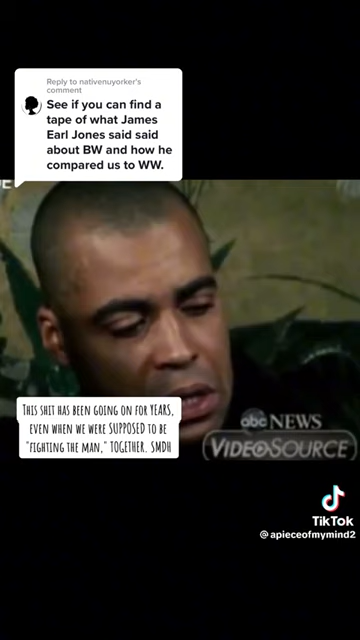 Reply to nativenuyorker's
comment
See if you can find a
tape of what James
Earl Jones said said
about BW and how he
compared us to WW.
THIS SHIT HAS BEEN GOING ON FOR YEARS,
EVEN WHEN WE WERE SUPPOSED TO BE
"FIGHTING THE MAN," TOGETHER. SMDH
abc NEWS
VIDEOSOURCE
TikTok
@apieceofmymind2